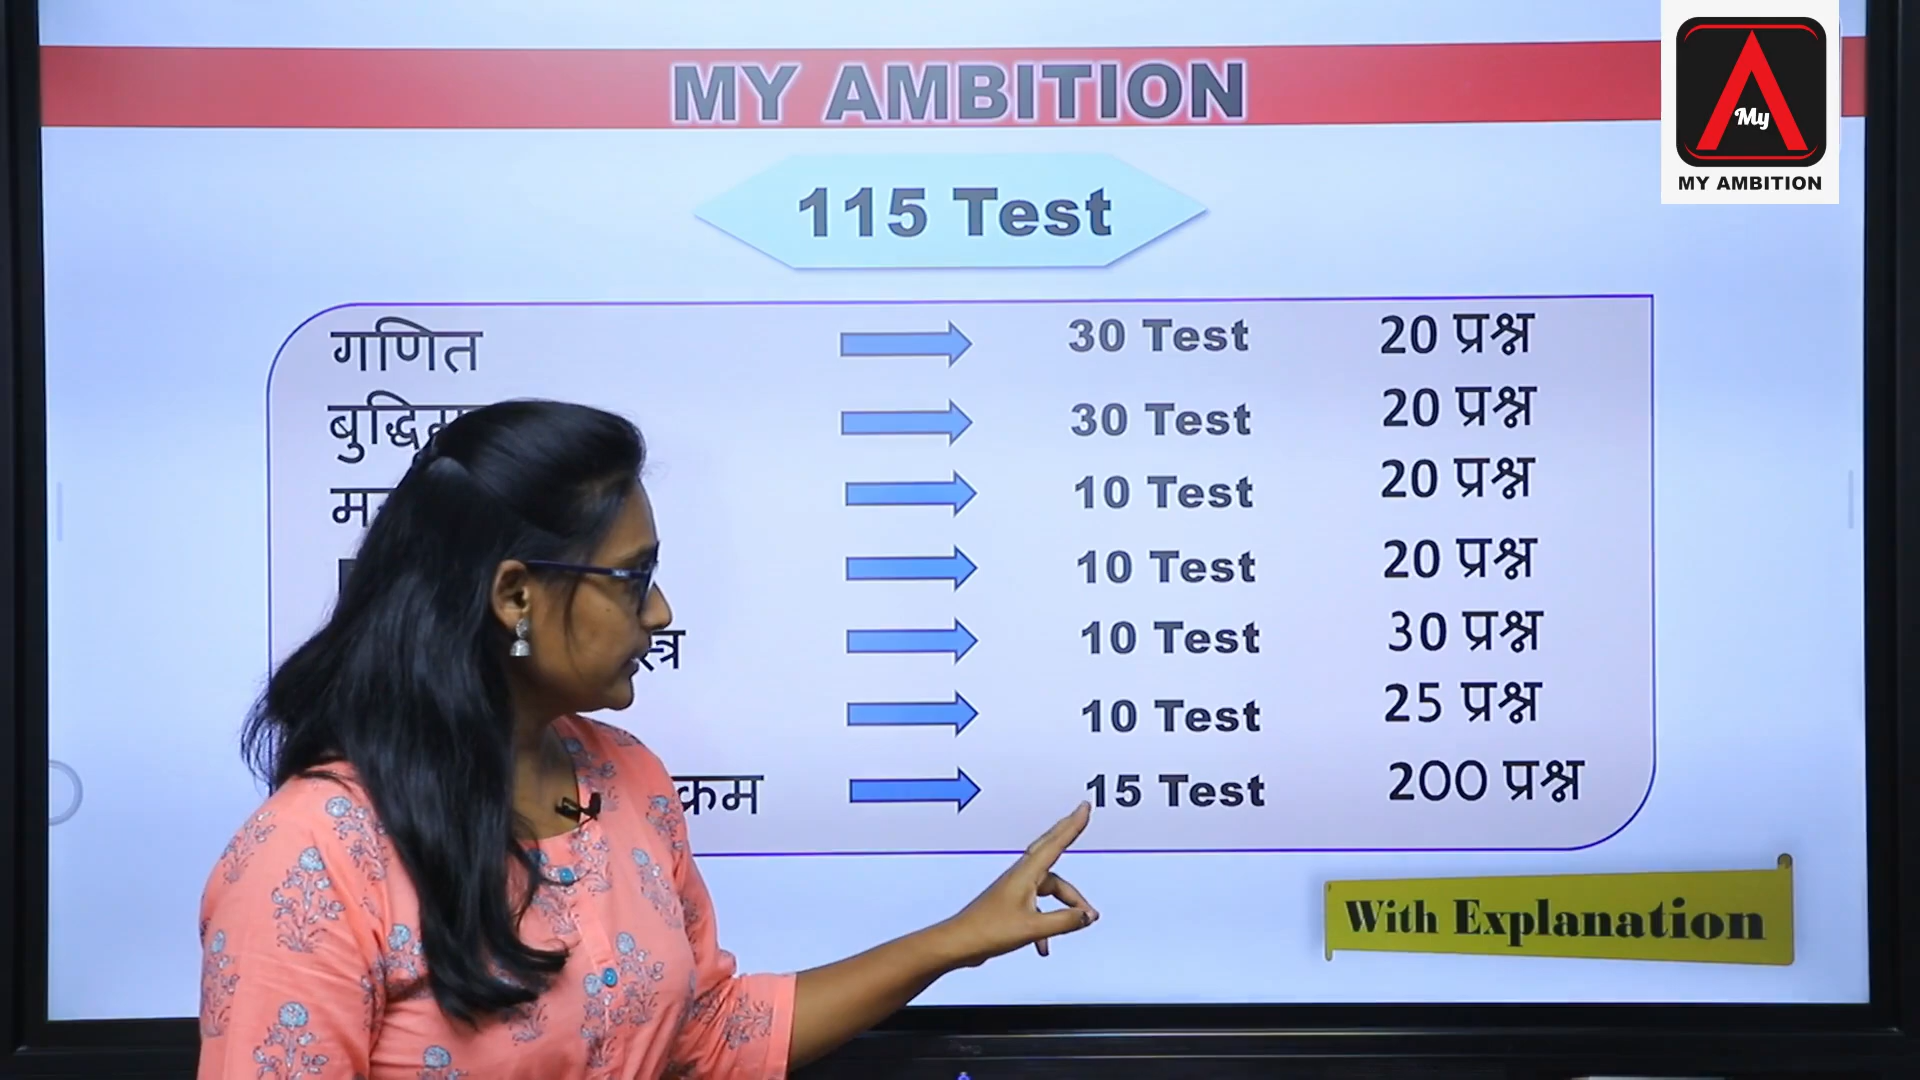 MY AMBITION
My
MY AMBITION
115 Test
गणित 30 Test 20 प्रश्न
30 Test 20 प्रश्न
10 Test 20 प्रश्न
10 Test 20 प्रश्न
10 Test 30 प्रश्न
10 Test 25 प्रश्न
15 Test 200 प्रश्न
With Explanation